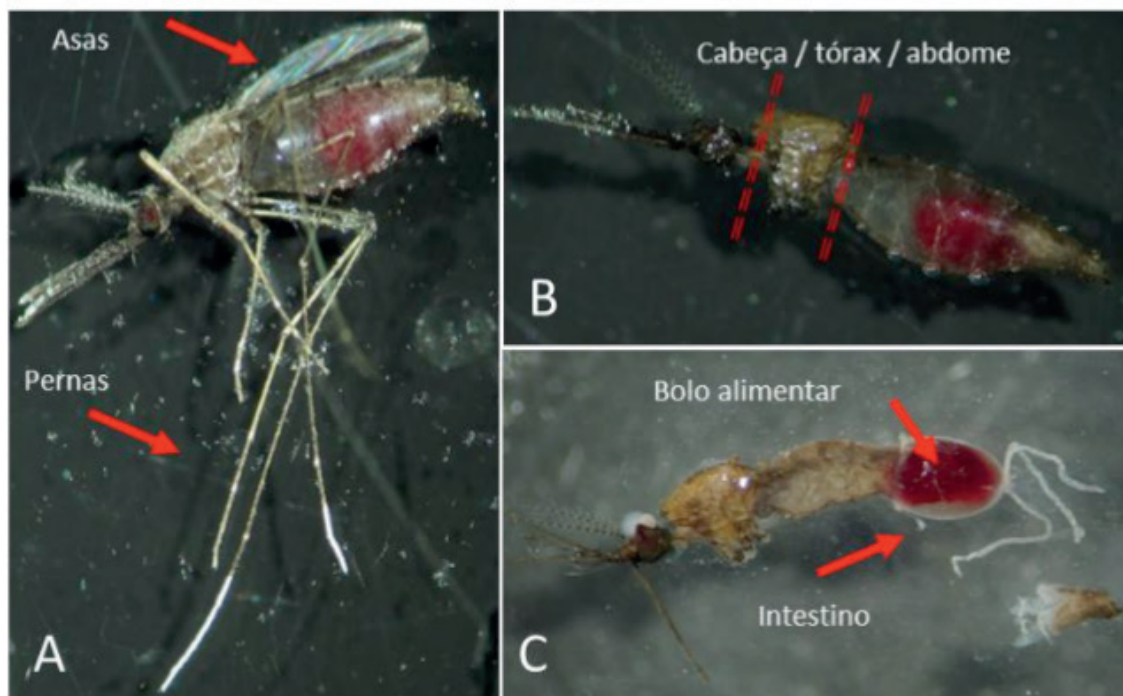 Asas
Pernas
A
Cabeça / tórax / abdome
B
Bolo alimentar
Intestino
C